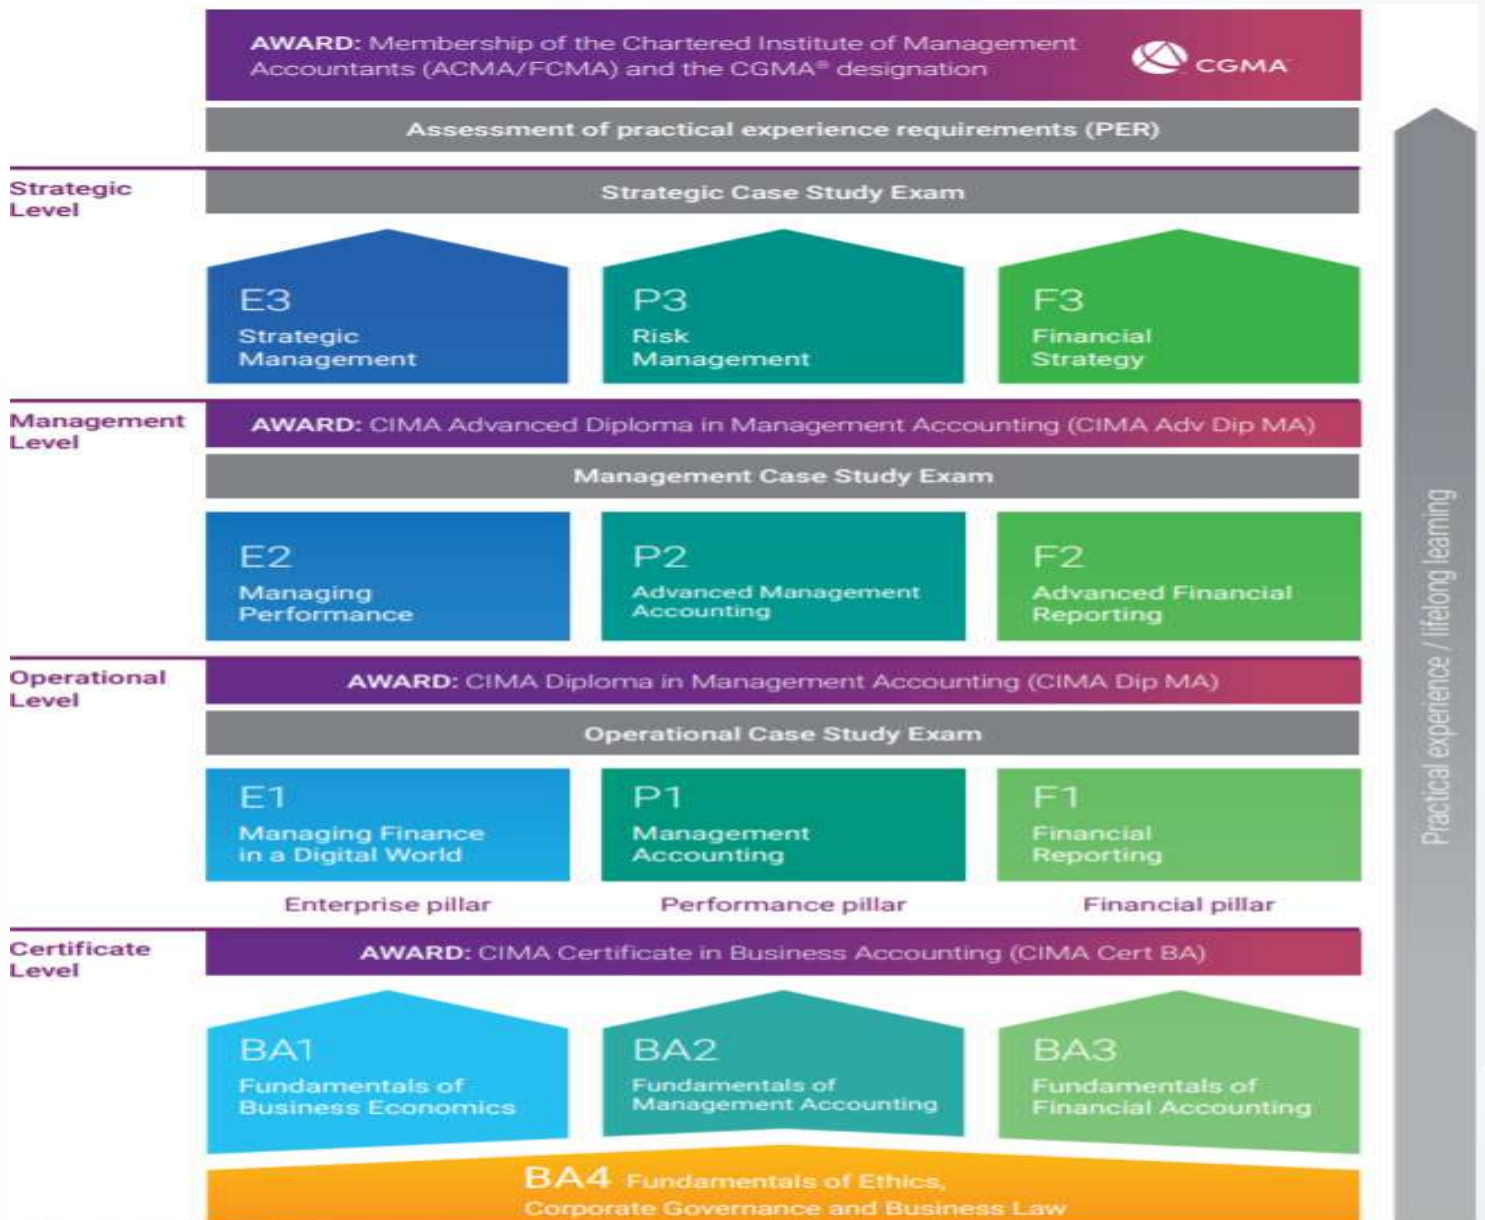 AWARD: Membership of the Chartered Institute of Management
Accountants (ACMA/FCMA) and the CGMA® designation
CGMA
Assessment of practical experience requirements (PER)
Strategic
Level
Strategic Case Study Exam
E3
Strategic
Management
P3
Risk
Management
F3
Financial
Strategy
Management
Level
AWARD: CIMA Advanced Diploma in Management Accounting (CIMA Adv Dip MA)
Management Case Study Exam
E2
Managing
Performance
P2
Advanced Management
Accounting
F2
Advanced Financial
Reporting
Operational
Level
AWARD: CIMA Diploma in Management Accounting (CIMA Dip MA)
Operational Case Study Exam
E1
Managing Finance
in a Digital World
P1
Management
Accounting
F1
Financial
Reporting
Enterprise pillar
Performance pillar
Financial pillar
Certificate
Level
AWARD: CIMA Certificate in Business Accounting (CIMA Cert BA)
BA1
Fundamentals of
Business Economics
BA2
Fundamentals of
Management Accounting
BA3
Fundamentals of
Financial Accounting
BA4 Fundamentals of Ethics,
Corporate Governance and Business Law
Practical experience / lifelong learning